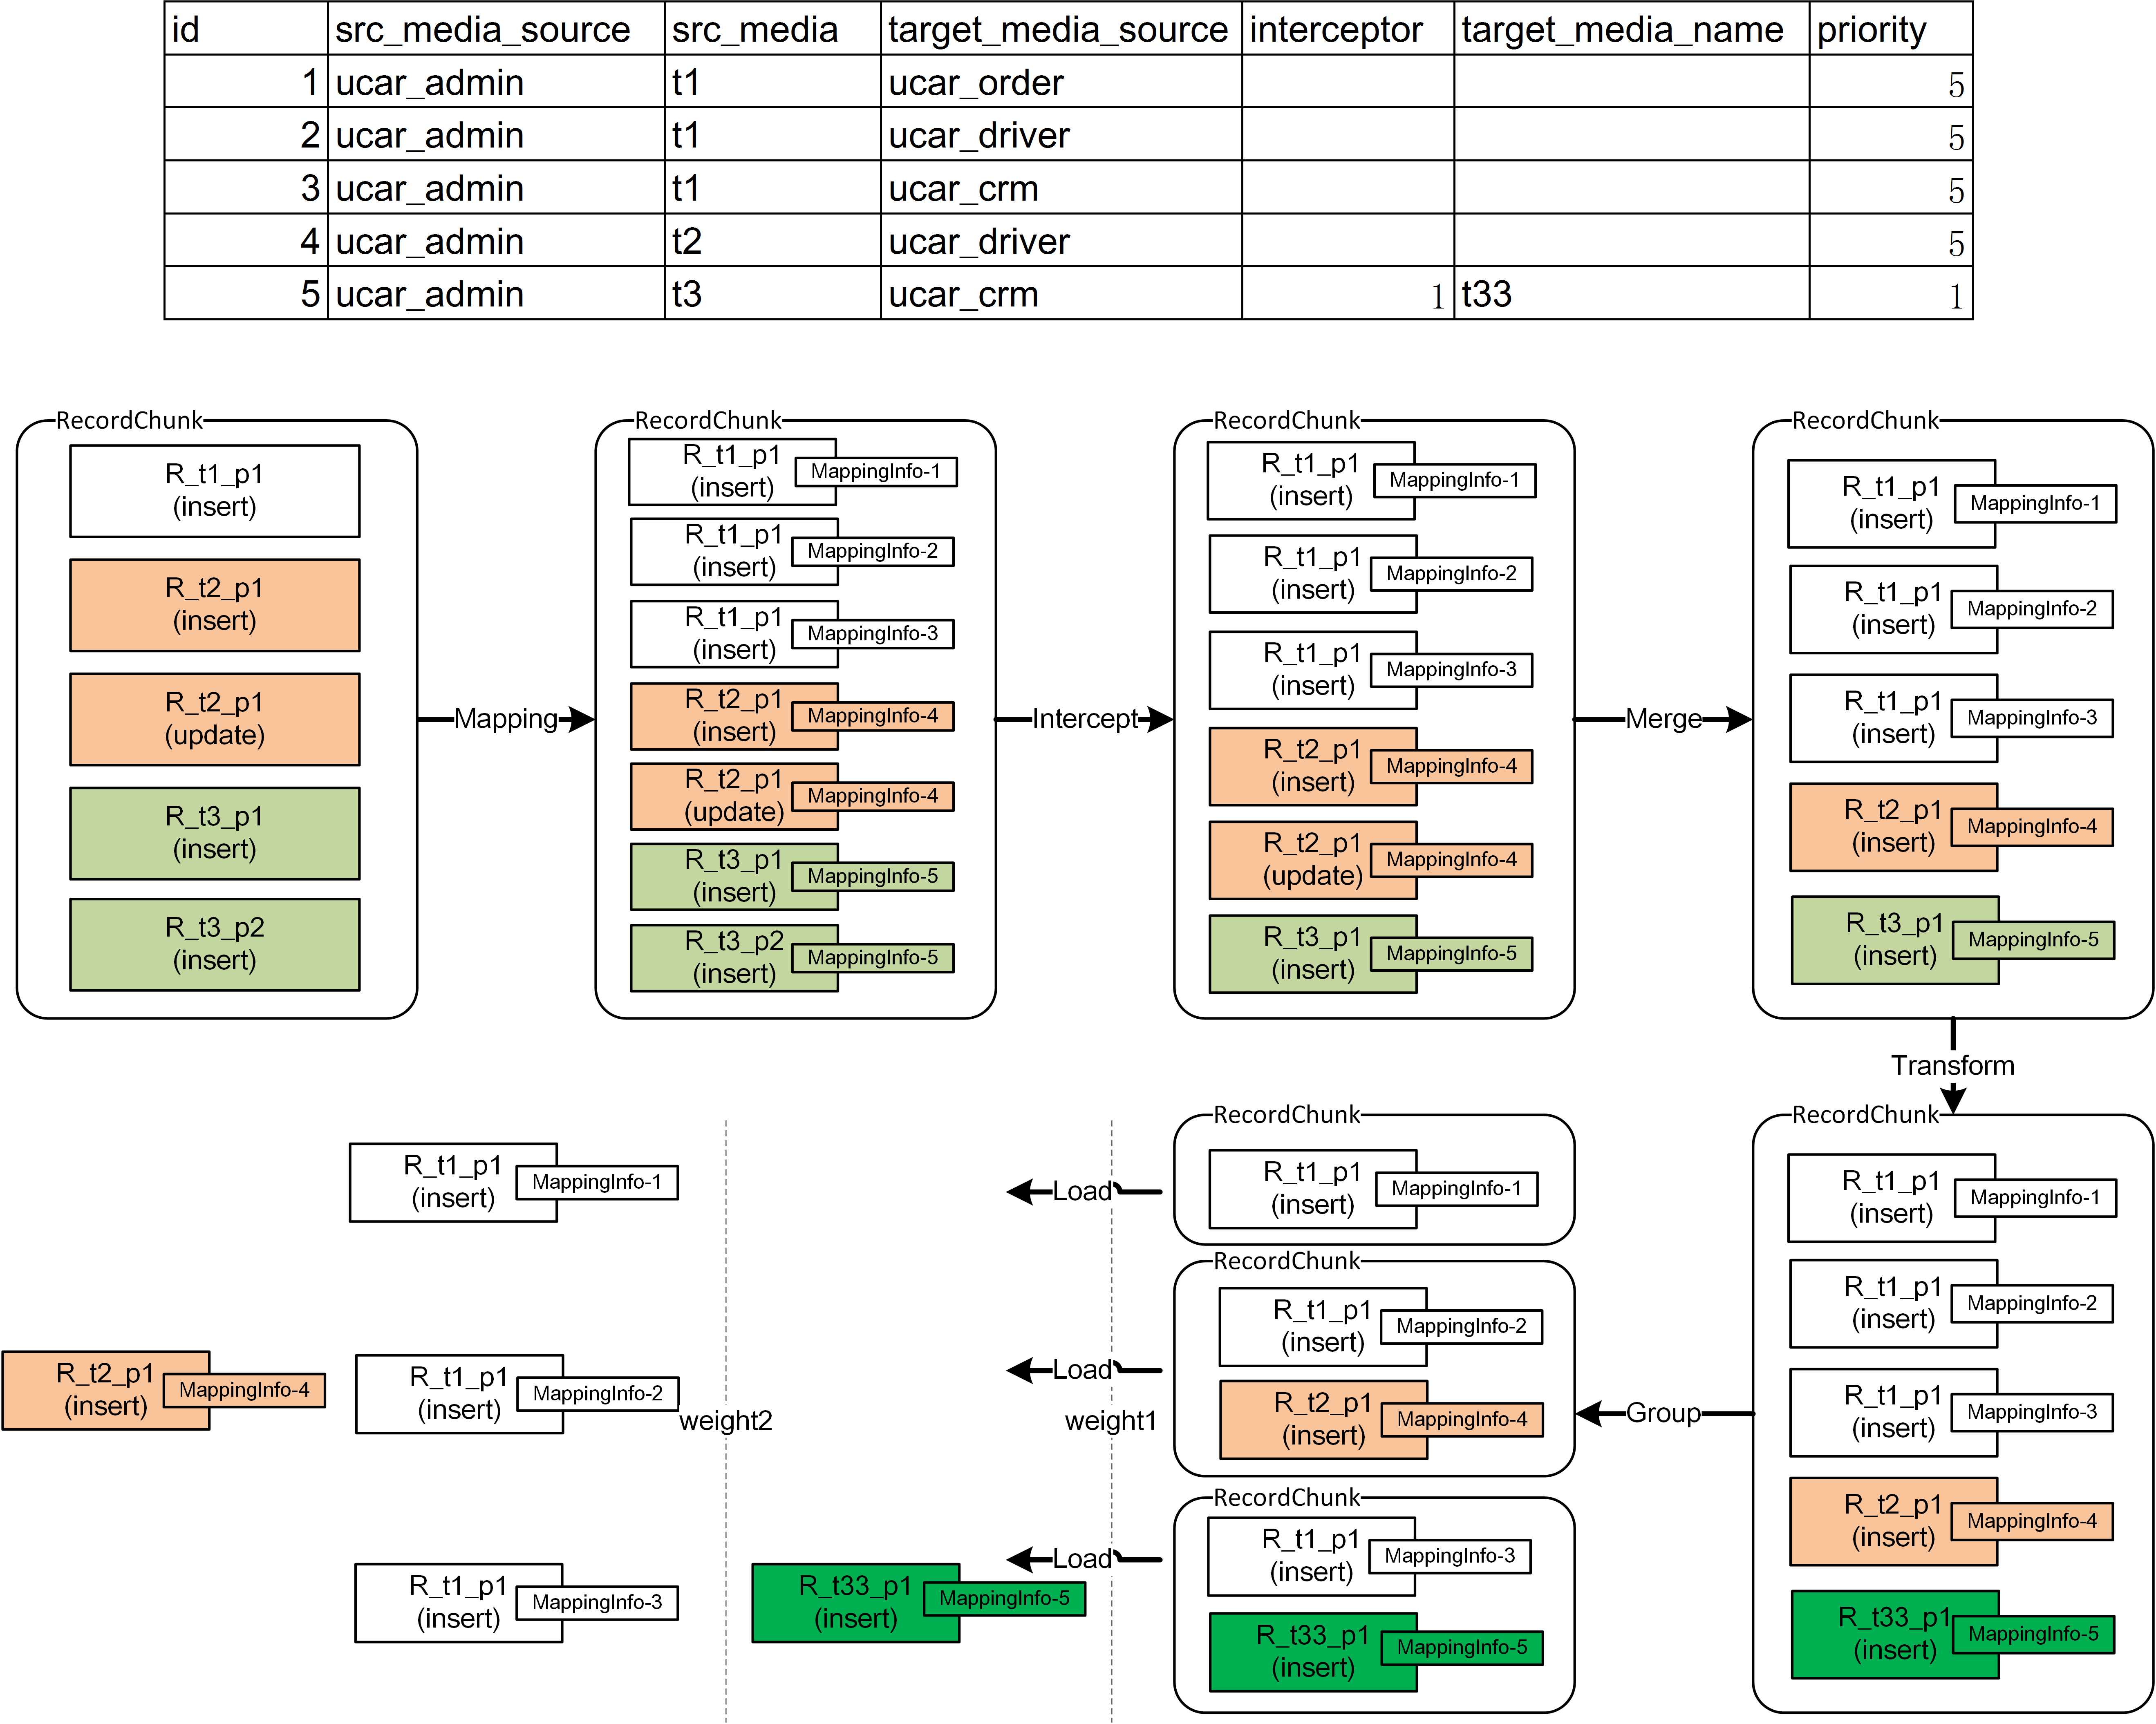 id src_media_source src_media target_media_source interceptor target_media_name priority
1 ucar_admin t1 ucar_order 5
2 ucar_admin t1 ucar_driver 5
3 ucar_admin t1 ucar_crm 5
4 ucar_admin t2 ucar_driver 5
5 ucar_admin t3 ucar_crm 1 t33 1
RecordChunk
R_t1_p1
(insert)
R_t2_p1
(insert)
R_t2_p1
(update)
R_t3_p1
(insert)
R_t3_p2
(insert)
Mapping
RecordChunk
R_t1_p1
(insert)
MappingInfo-1
R_t1_p1
(insert)
MappingInfo-2
R_t1_p1
(insert)
MappingInfo-3
R_t2_p1
(insert)
MappingInfo-4
R_t2_p1
(update)
MappingInfo-4
R_t3_p1
(insert)
MappingInfo-5
R_t3_p2
(insert)
MappingInfo-5
Intercept
RecordChunk
R_t1_p1
(insert)
MappingInfo-1
R_t1_p1
(insert)
MappingInfo-2
R_t1_p1
(insert)
MappingInfo-3
R_t2_p1
(insert)
MappingInfo-4
R_t2_p1
(update)
MappingInfo-4
R_t3_p1
(insert)
MappingInfo-5
Merge
RecordChunk
R_t1_p1
(insert)
MappingInfo-1
R_t1_p1
(insert)
MappingInfo-2
R_t1_p1
(insert)
MappingInfo-3
R_t2_p1
(insert)
MappingInfo-4
R_t3_p1
(insert)
MappingInfo-5
Transform
RecordChunk
R_t1_p1
(insert)
MappingInfo-1
R_t1_p1
(insert)
MappingInfo-2
R_t1_p1
(insert)
MappingInfo-3
R_t2_p1
(insert)
MappingInfo-4
R_t33_p1
(insert)
MappingInfo-5
Group
RecordChunk
R_t1_p1
(insert)
MappingInfo-1
RecordChunk
R_t1_p1
(insert)
MappingInfo-2
R_t2_p1
(insert)
MappingInfo-4
RecordChunk
R_t1_p1
(insert)
MappingInfo-3
R_t33_p1
(insert)
MappingInfo-5
Load
Load
Load
weight1
weight2
R_t1_p1
(insert)
MappingInfo-1
R_t2_p1
(insert)
MappingInfo-4
R_t1_p1
(insert)
MappingInfo-2
R_t1_p1
(insert)
MappingInfo-3
R_t33_p1
(insert)
MappingInfo-5